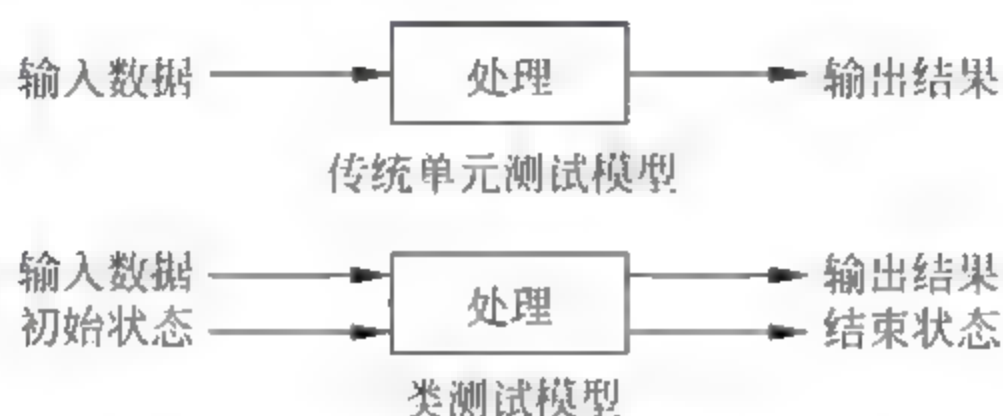 输入数据 处理 输出结果
传统单元测试模型
输入数据 处理 输出结果
初始状态 结束状态
类测试模型